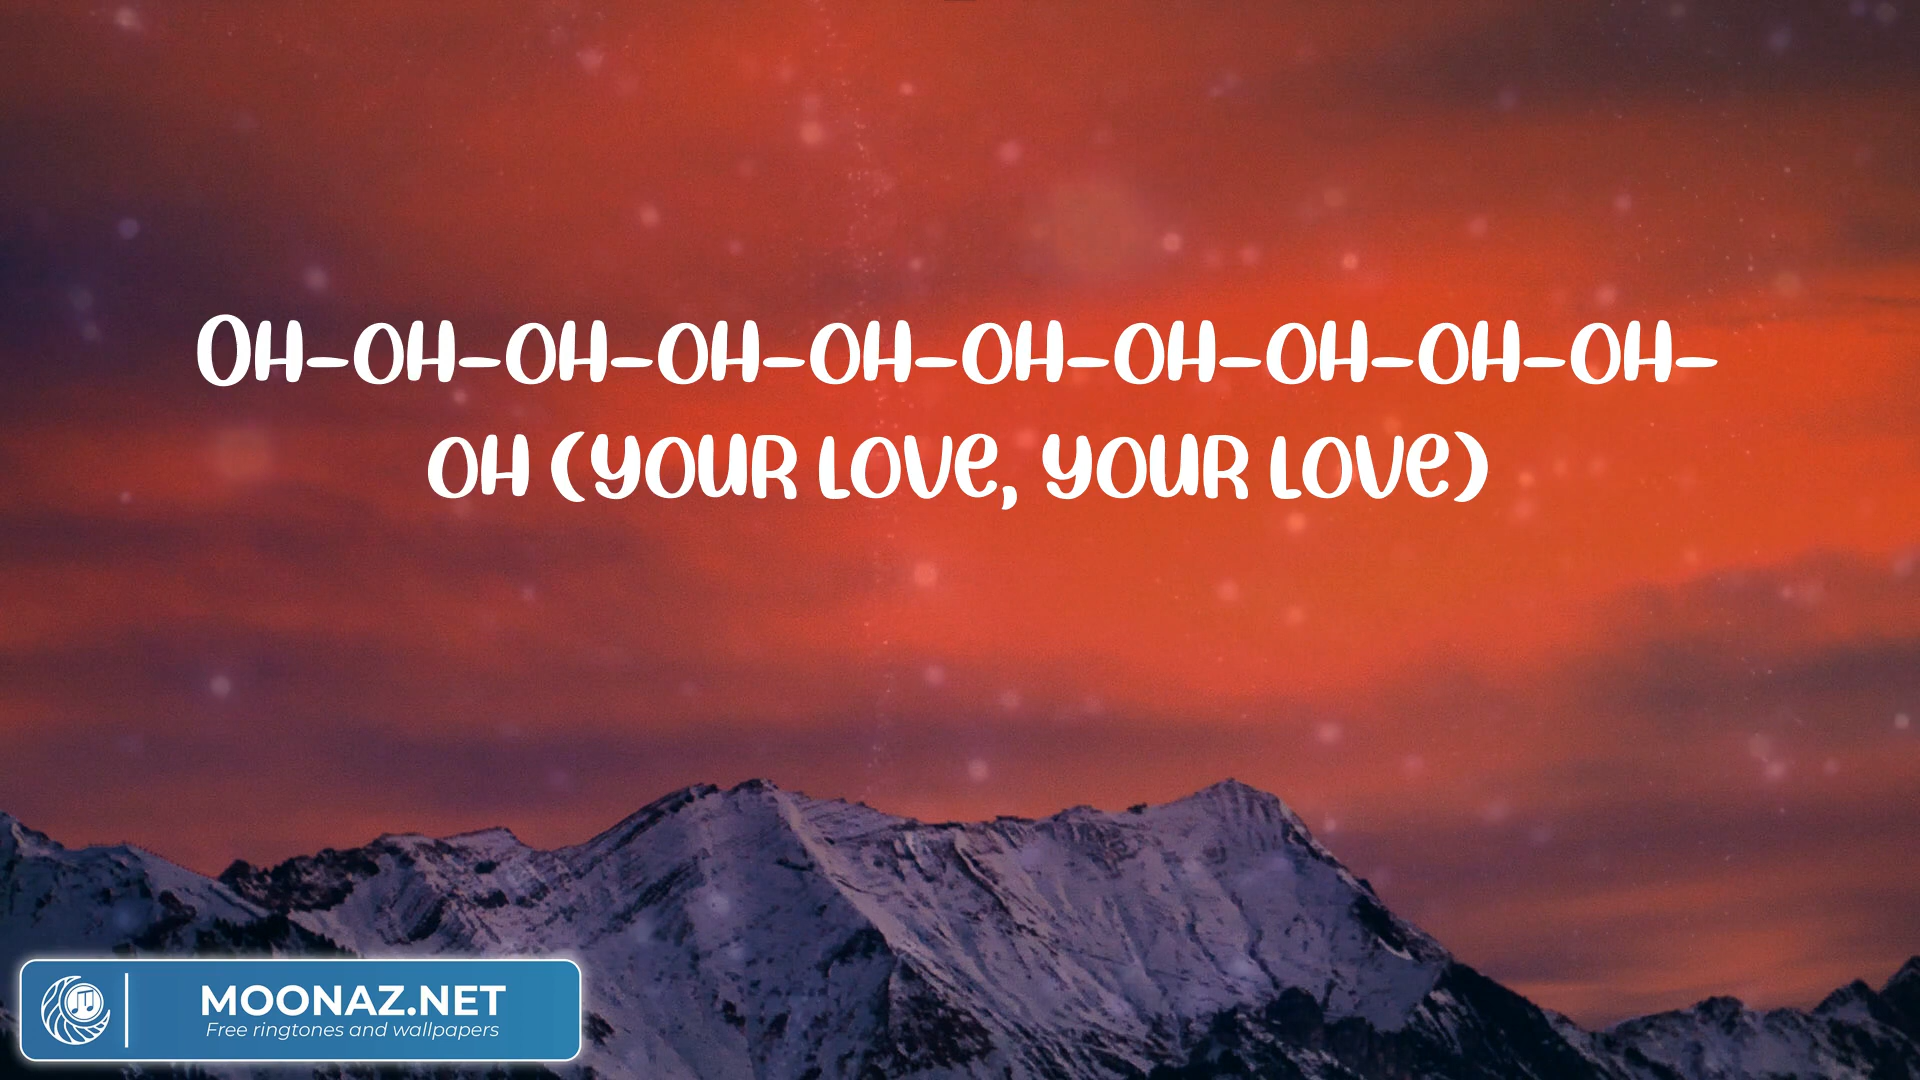 Oh-oh-oh-oh-oh-oh-oh-oh-oh-oh-
oh (your love, your love)
MOONAZ.NET
Free ringtones and wallpapers